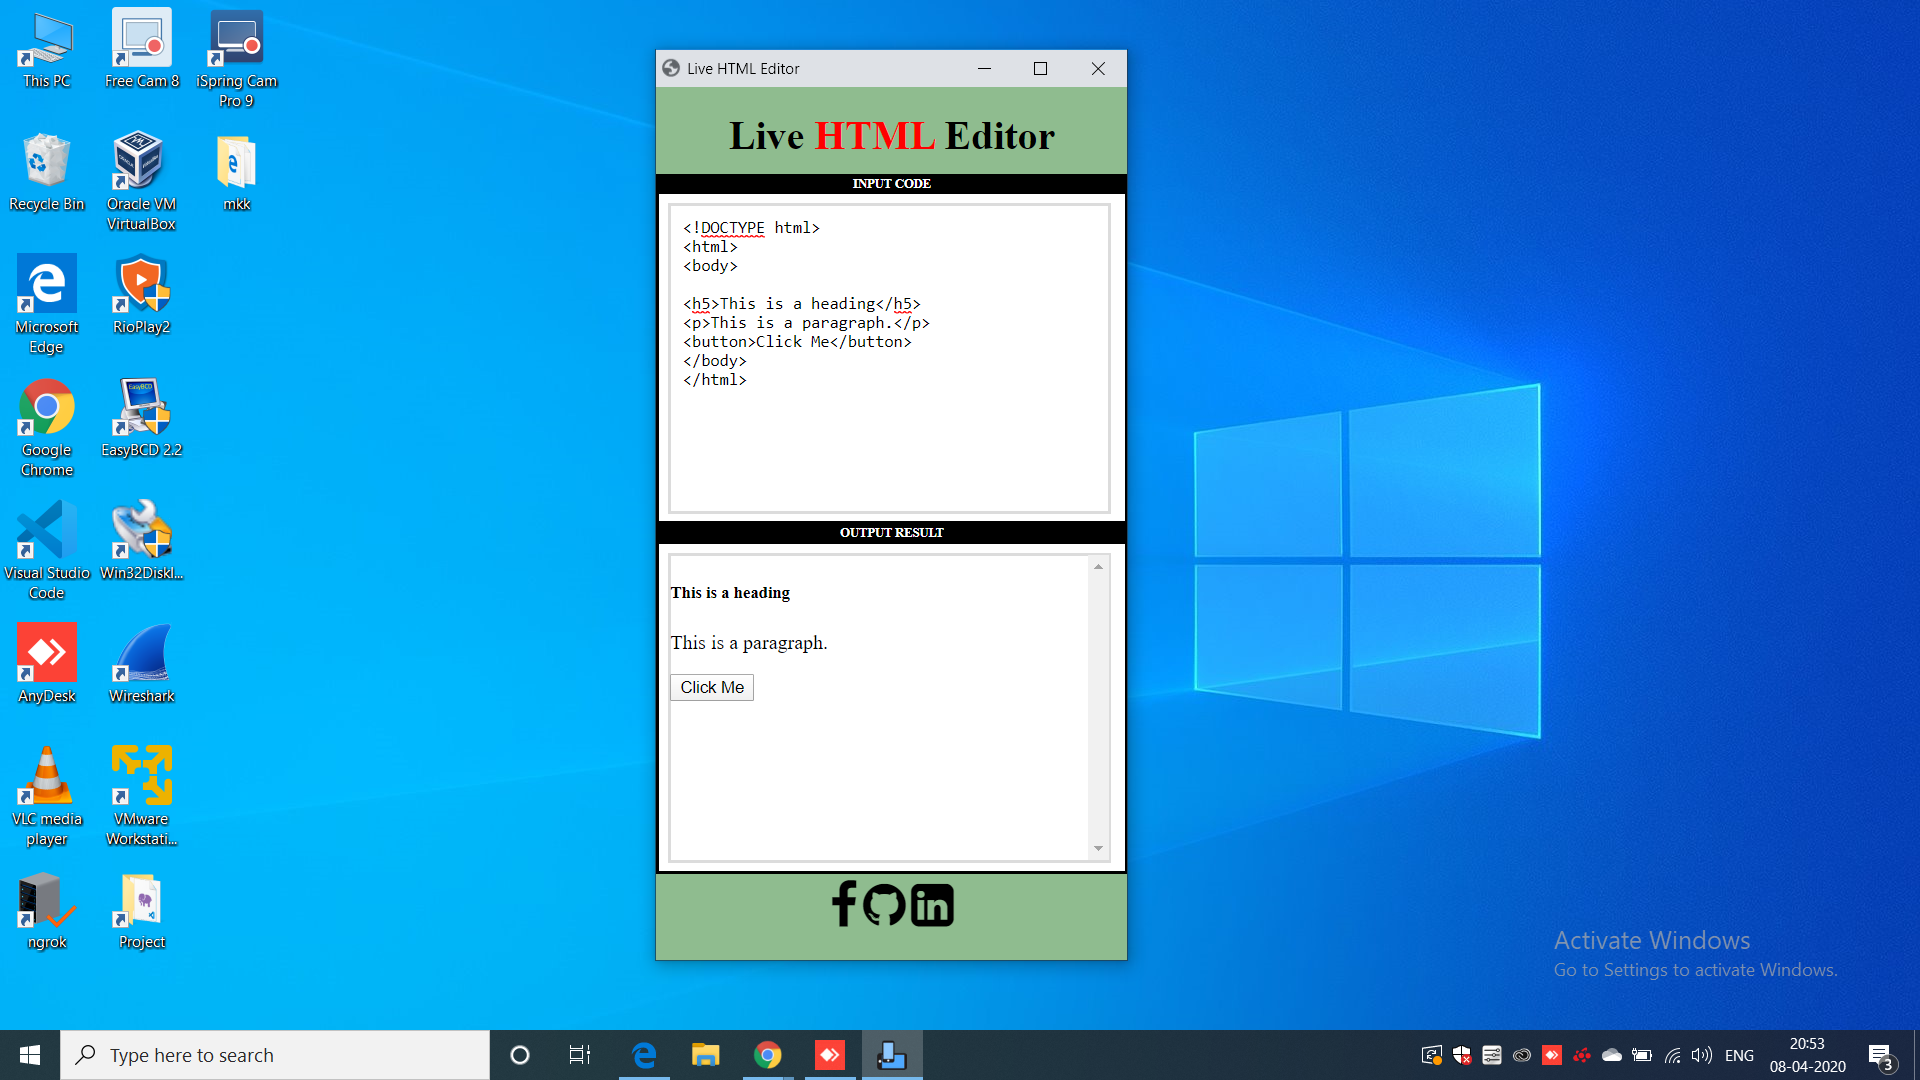 This PC
Free Cam 8
iSpring Cam
Pro 9
Recycle Bin
Oracle VM
VirtualBox
mkk
Microsoft
Edge
RioPlay2
Google
Chrome
EasyBCD 2.2
Visual Studio
Code
Win32DiskI...
AnyDesk
Wireshark
VLC media
player
VMware
Workstati...
ngrok
Project
Live HTML Editor
Live HTML Editor
INPUT CODE
<!DOCTYPE html>
<html>
<body>
<h5>This is a heading</h5>
<p>This is a paragraph.</p>
<button>Click Me</button>
</body>
</html>
OUTPUT RESULT
This is a heading
This is a paragraph.
Click Me
Activate Windows
Go to Settings to activate Windows.
Type here to search
ENG
20:53
08-04-2020
3